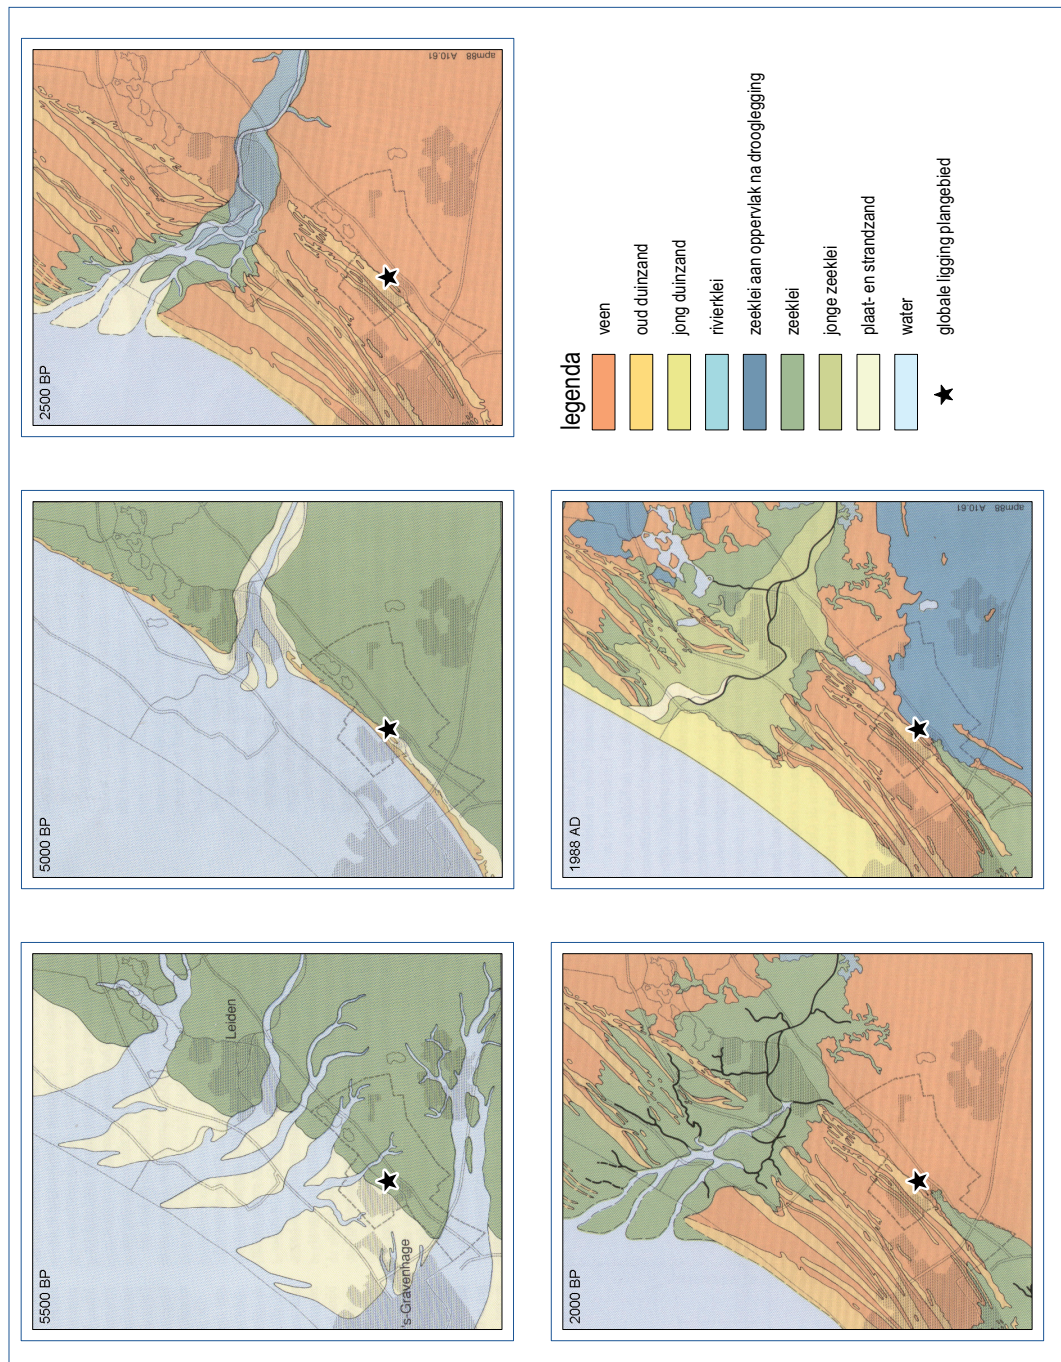 5500 BP
Leiden
's-Gravenhage
5000 BP
2500 BP
apm88 A10.61
2000 BP
1988 AD
apm88 A10.61
legenda
veen
oud duinzand
jong duinzand
rivierklei
zeeklei aan oppervlak na drooglegging
zeeklei
jonge zeeklei
plaat- en strandzand
water
globale ligging plangebied